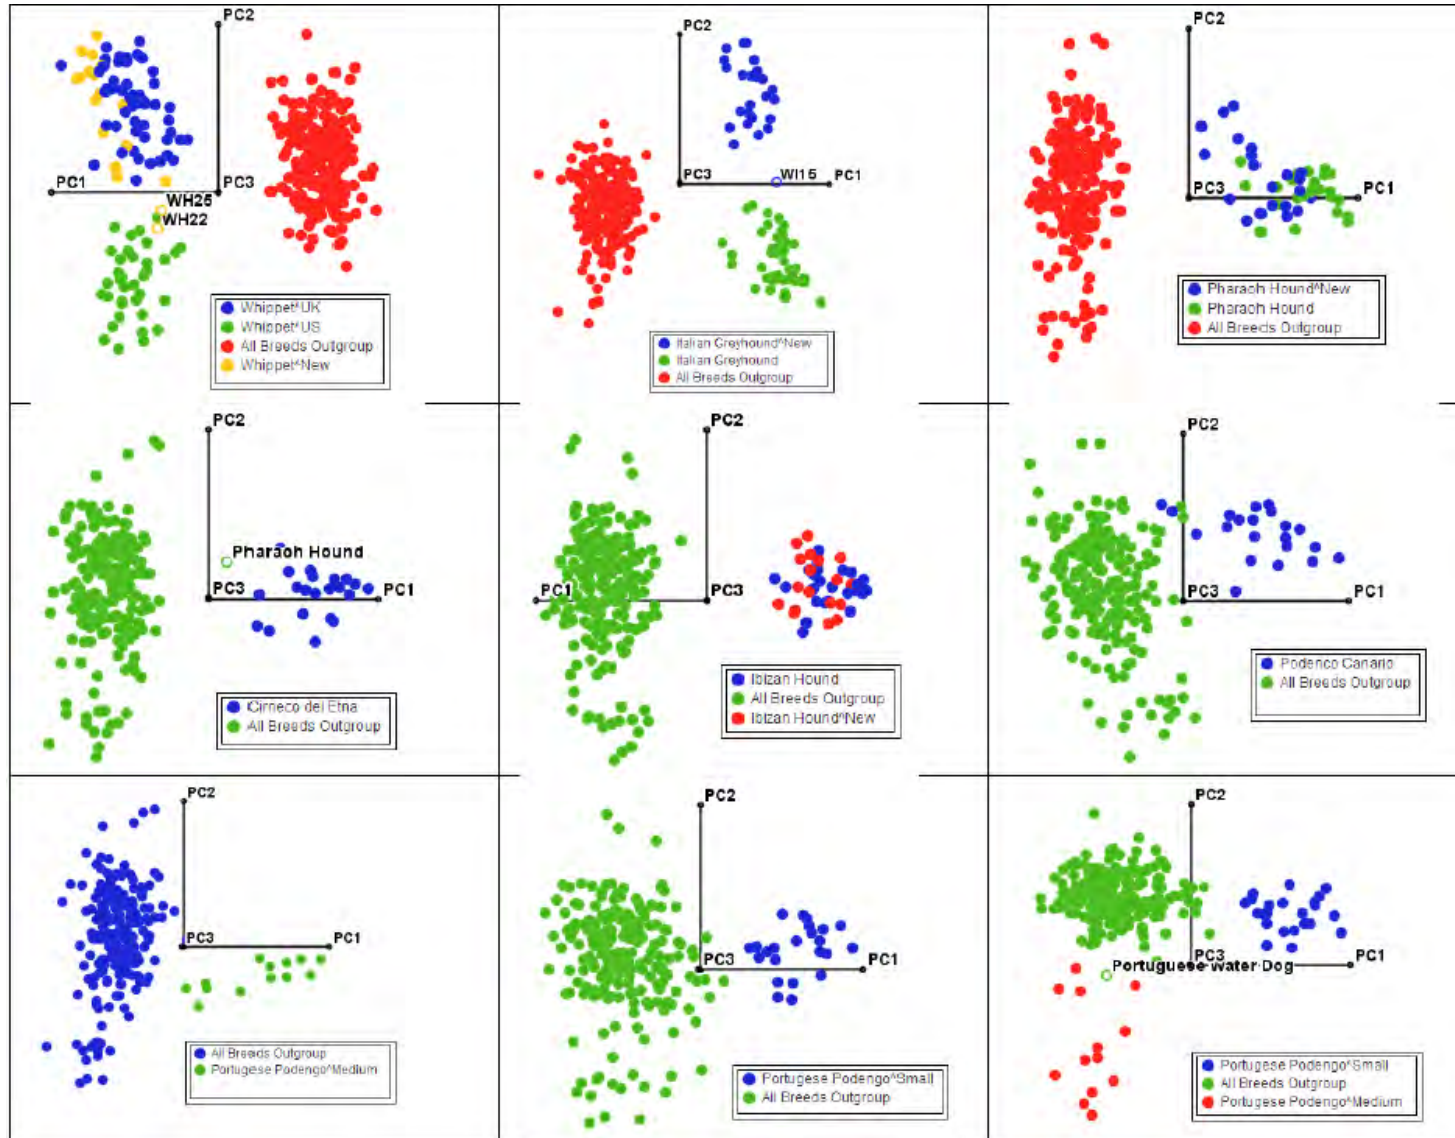 PC2
PC1
PC3
WH25
WH22
Whippet^UK
Whippet^US
All Breeds Outgroup
Whippet^New
PC2
PC3
WI15
PC1
Italian Greyhound^New
Italian Greyhound
All Breeds Outgroup
PC2
PC3
PC1
Pharaoh Hound^New
Pharaoh Hound
All Breeds Outgroup
PC2
Pharaoh Hound
PC3
PC1
Cirneco del Etna
All Breeds Outgroup
PC2
PC1
PC3
Ibizan Hound
All Breeds Outgroup
Ibizan Hound^New
PC2
PC3
PC1
Podenco Canario
All Breeds Outgroup
PC2
PC3
PC1
All Breeds Outgroup
Portugese Podengo^Medium
PC2
PC3
PC1
Portugese Podengo^Small
All Breeds Outgroup
PC2
PC3
PC1
Portuguese Water Dog
Portugese Podengo^Small
All Breeds Outgroup
Portugese Podengo^Medium